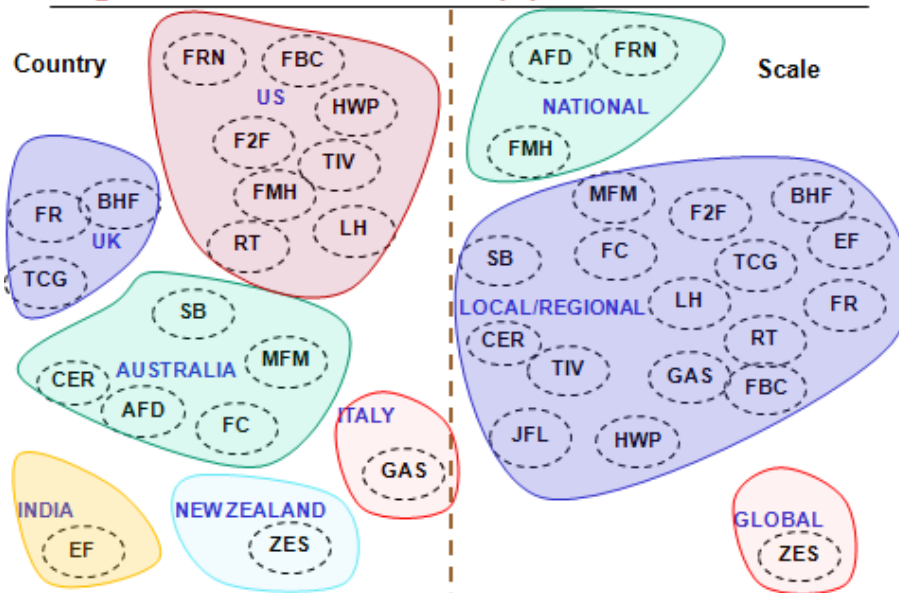 Country
FRN
FBC
US
HWP
F2F
TIV
FMH
RT
LH
FR
BHF
UK
TCG
SB
AUSTRALIA
MFM
CER
AFD
FC
ITALY
GAS
INDIA
EF
NEW ZEALAND
ZES
Scale
AFD
FRN
NATIONAL
FMH
MFM
F2F
BHF
SB
FC
TCG
EF
LOCAL/REGIONAL
LH
FR
CER
RT
TIV
GAS
FBC
JFL
HWP
GLOBAL
ZES